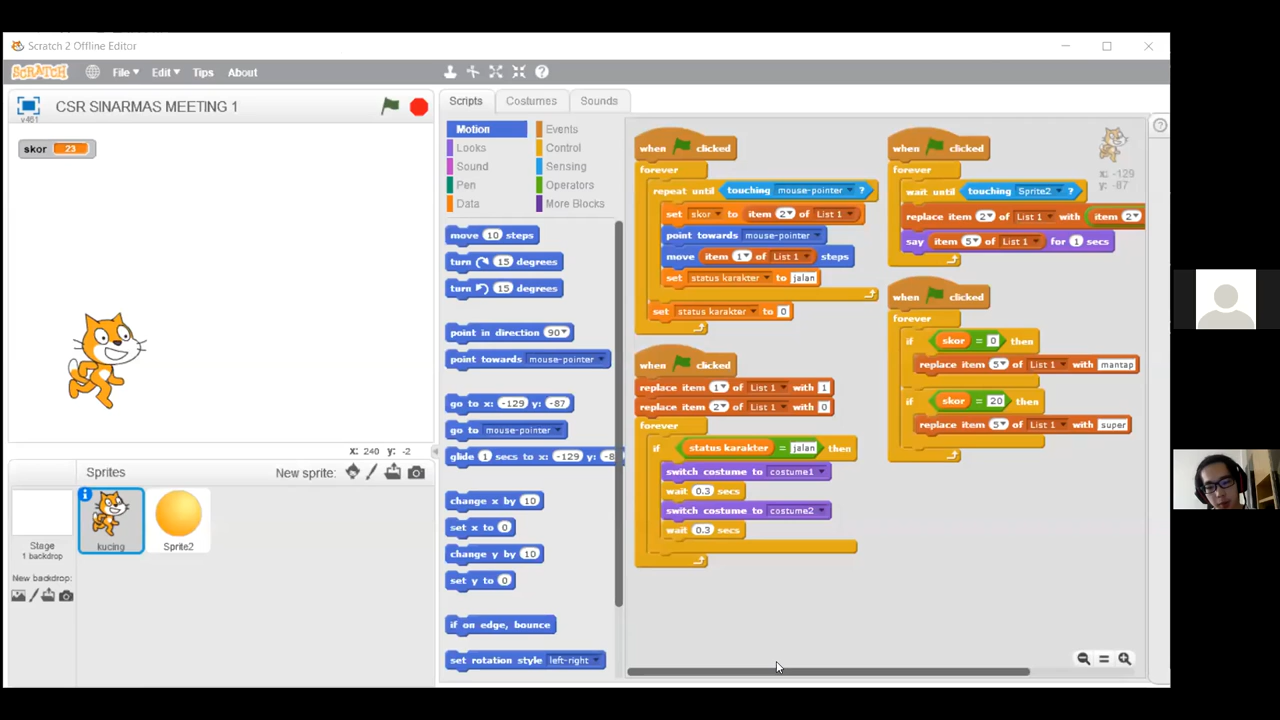 Scratch 2 Offline Editor
SCRATCH File Edit Tips About
v461 CSR SINARMAS MEETING 1
skor 23
x: 240 y: -2
Sprites New sprite:
Stage
1 backdrop
New backdrop:
kucing
Sprite2
Scripts Costumes Sounds
Motion Events
Looks Control
Sound Sensing
Pen Operators
Data More Blocks
move 10 steps
turn 15 degrees
turn 15 degrees
point in direction 90
point towards mouse-pointer
go to x: -129 y: -87
go to mouse-pointer
glide 1 secs to x: -129 y: -8
change x by 10
set x to 0
change y by 10
set y to 0
if on edge, bounce
set rotation style left-right
when clicked
forever
repeat until touching mouse-pointer ?
set skor to item 2 of List 1
point towards mouse-pointer
move item 1 of List 1 steps
set status karakter to jalan
set status karakter to 0
when clicked
replace item 1 of List 1 with 1
replace item 2 of List 1 with 0
forever
if status karakter = jalan then
switch costume to costume1
wait 0.3 secs
switch costume to costume2
wait 0.3 secs
when clicked
forever
wait until touching Sprite2 ?
replace item 2 of List 1 with item 2
say item 5 of List 1 for 1 secs
when clicked
forever
if skor = 0 then
replace item 5 of List 1 with mantap
if skor = 20 then
replace item 5 of List 1 with super
x: -129
y: -87